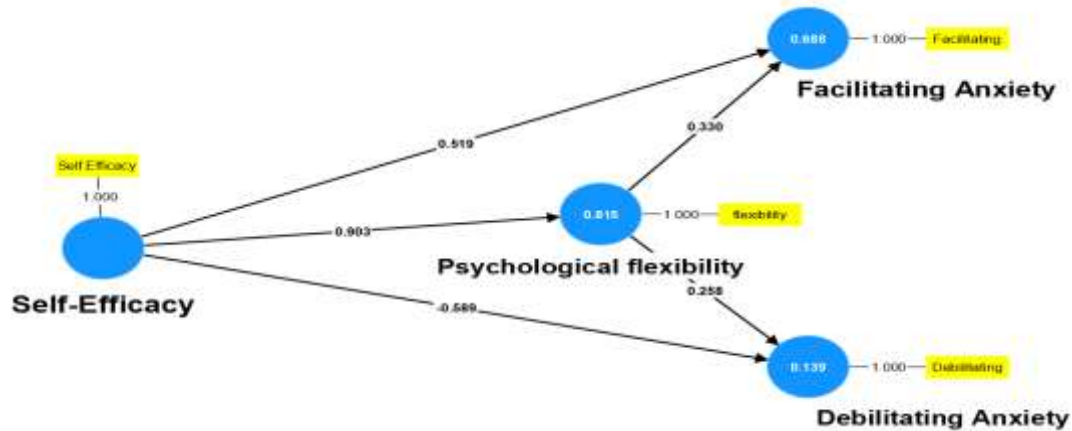 0.688
1.000
Facilitating
Facilitating Anxiety
0.519
0.330
Self Efficacy
1.000
0.903
0.815
1.000
flexibility
Psychological flexibility
Self-Efficacy
0.258
-0.589
0.139
1.000
Debilitating
Debilitating Anxiety